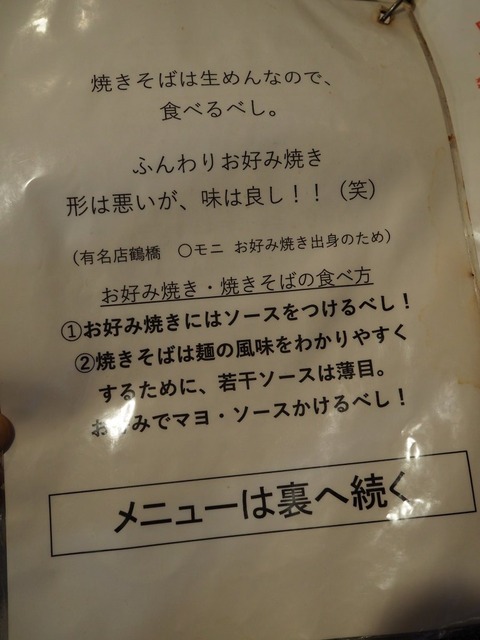 焼きそばは生めんなので、
食べるべし。
ふんわりお好み焼き
形は悪いが、味は良し！！（笑）
（有名店鶴橋　〇モニ　お好み焼き出身のため）
お好み焼き・焼きそばの食べ方
①お好み焼きにはソースをつけるべし！
②焼きそばは麺の風味をわかりやすく
するために、若干ソースは薄目。
お好みでマヨ・ソースかけるべし！
メニューは裏へ続く